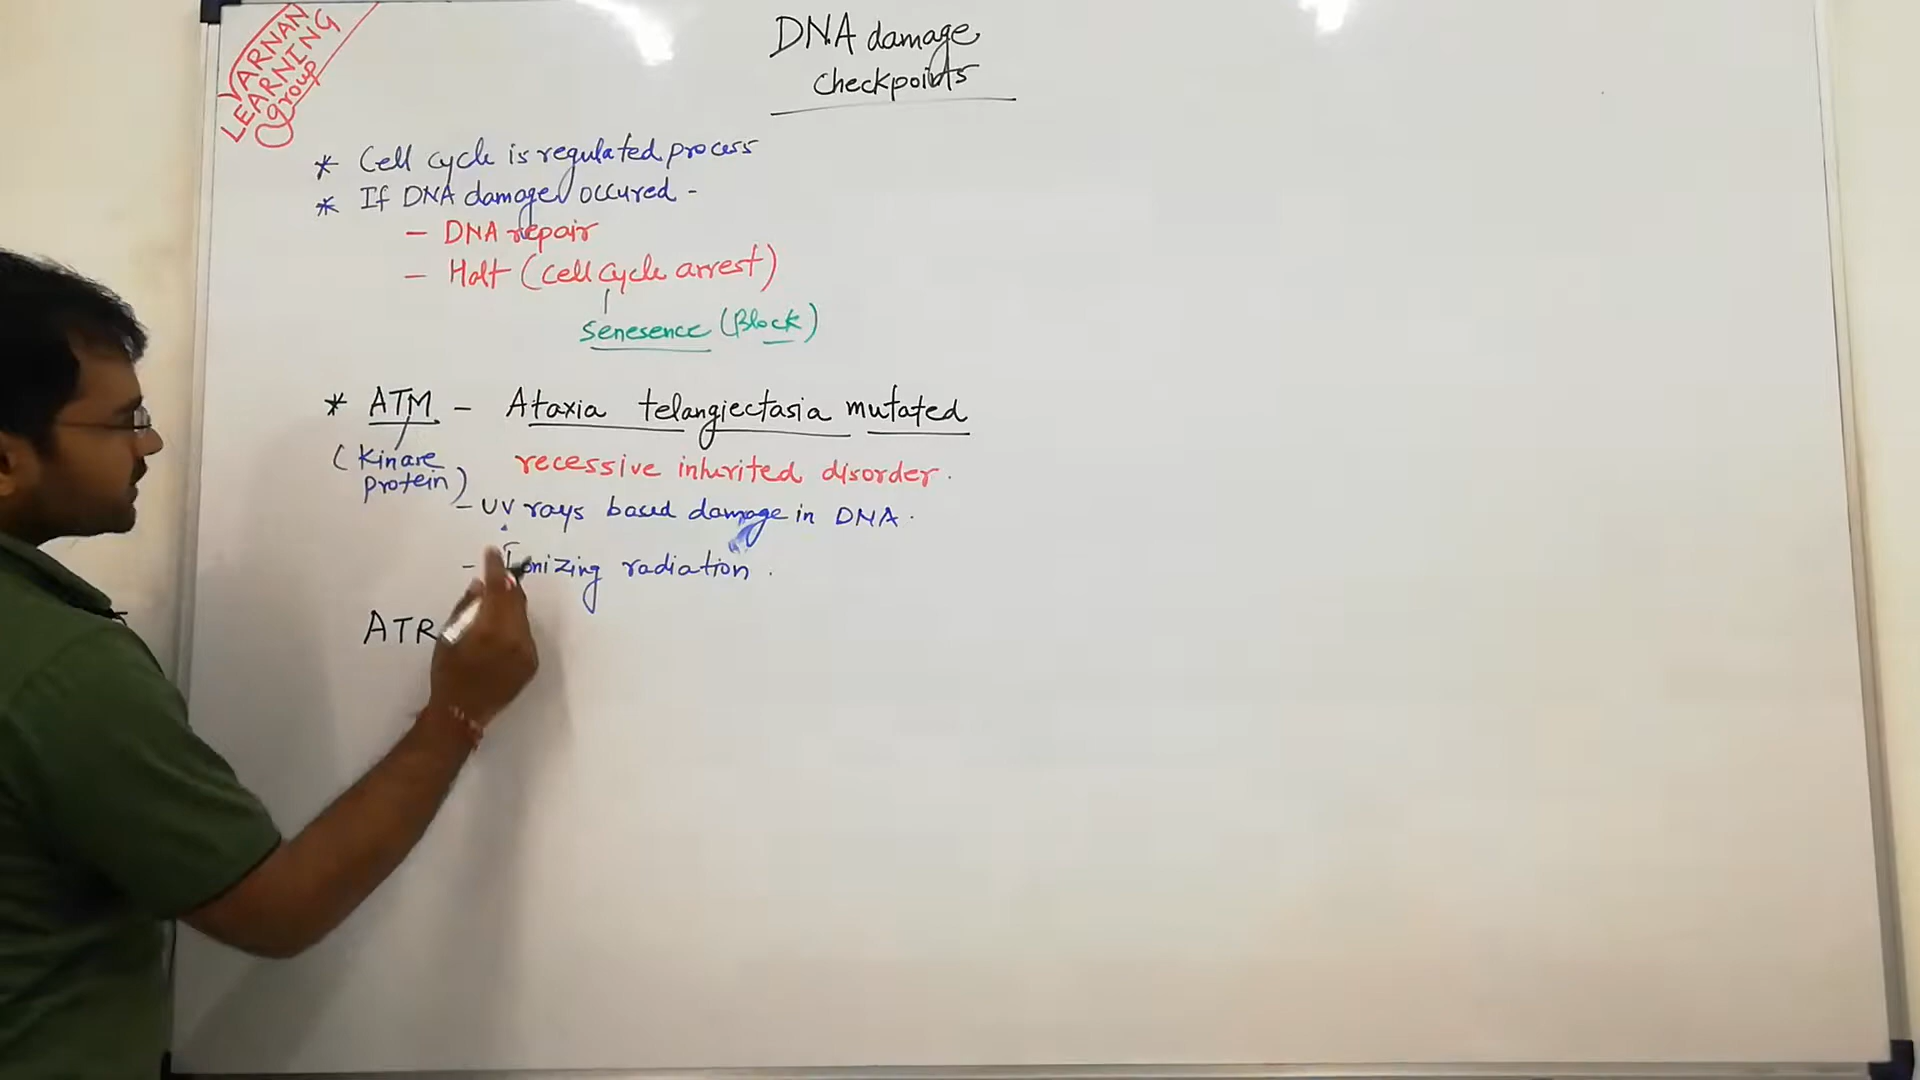 VARNAN
LEARNING
Group
DNA damage
checkpoints
* Cell cycle is regulated process
* If DNA damage occured -
- DNA repair
- Halt (cell cycle arrest)
Senesence (Block)
* ATM - Ataxia telangiectasia mutated
(Kinase
protein)
recessive inherited disorder.
- UV rays based damage in DNA.
- Ionizing radiation.
ATR